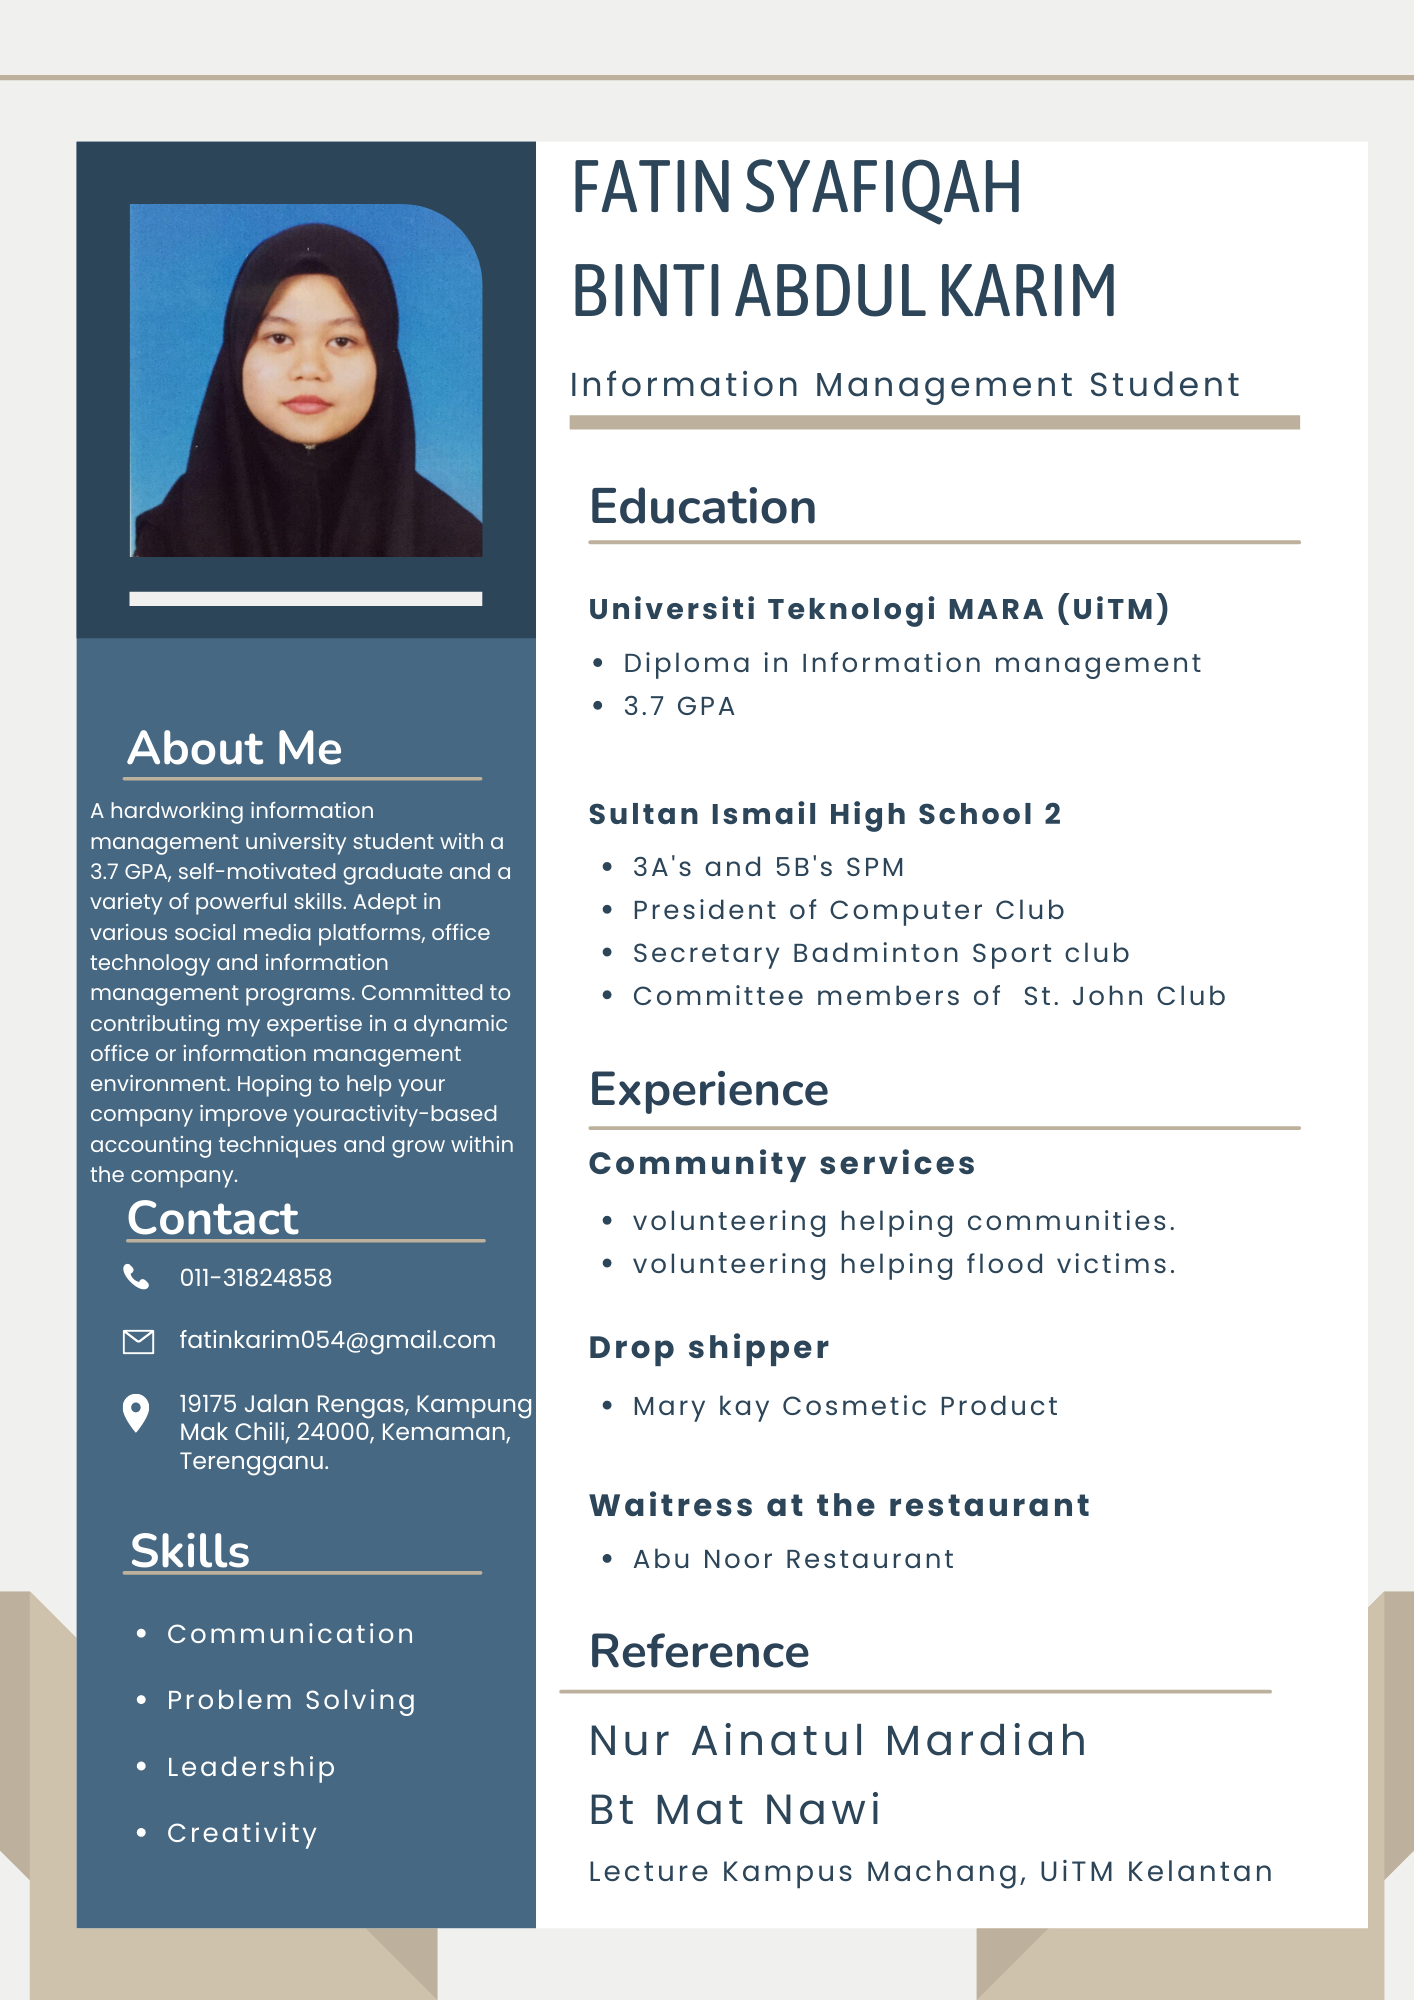 FATIN SYAFIQAH
BINTI ABDUL KARIM
Information Management Student
About Me
A hardworking information
management university student with a
3.7 GPA, self-motivated graduate and a
variety of powerful skills. Adept in
various social media platforms, office
technology and information
management programs. Committed to
contributing my expertise in a dynamic
office or information management
environment. Hoping to help your
company improve youractivity-based
accounting techniques and grow within
the company.
Contact
011-31824858
fatinkarim054@gmail.com
19175 Jalan Rengas, Kampung
Mak Chili, 24000, Kemaman,
Terengganu.
Skills
• Communication
• Problem Solving
• Leadership
• Creativity
Education
Universiti Teknologi MARA (UiTM)
• Diploma in Information management
• 3.7 GPA
Sultan Ismail High School 2
• 3A's and 5B's SPM
• President of Computer Club
• Secretary Badminton Sport club
• Committee members of  St. John Club
Experience
Community services
• volunteering helping communities.
• volunteering helping flood victims.
Drop shipper
• Mary kay Cosmetic Product
Waitress at the restaurant
• Abu Noor Restaurant
Reference
Nur Ainatul Mardiah
Bt Mat Nawi
Lecture Kampus Machang, UiTM Kelantan